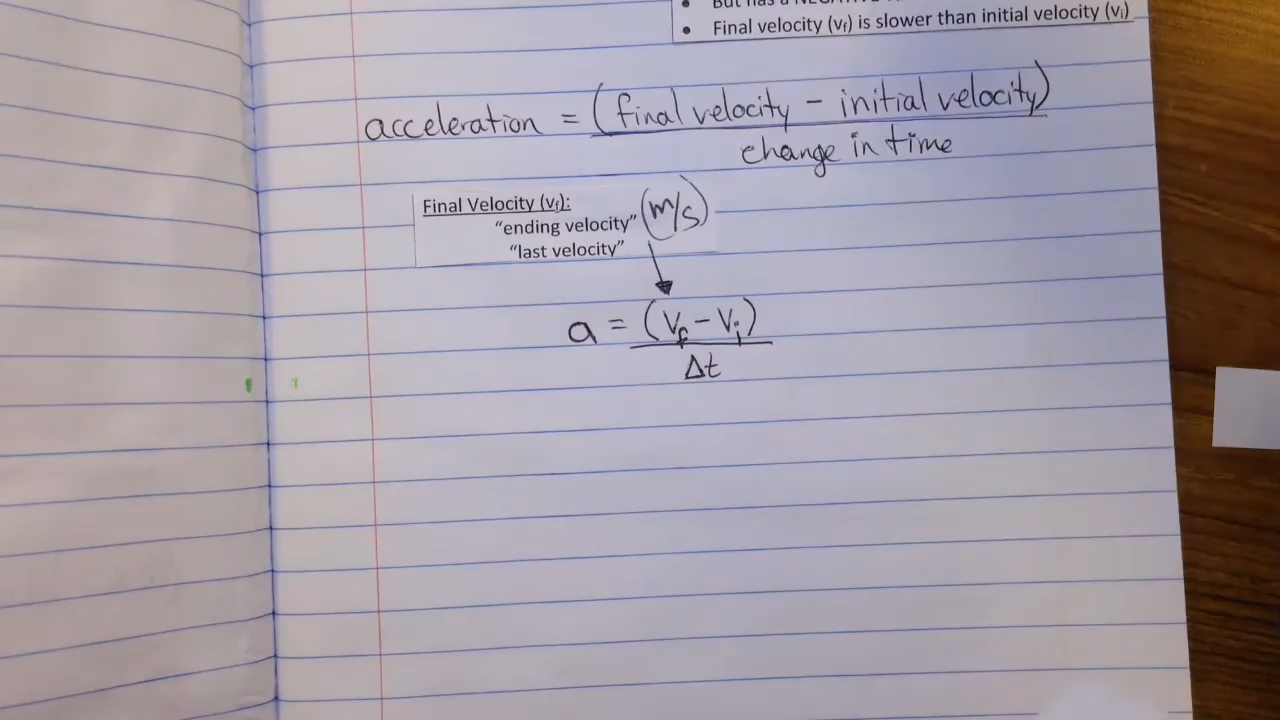 • Final velocity (vf) is slower than initial velocity (vi)
acceleration = (final velocity - initial velocity)
change in time
Final Velocity (vf):
"ending velocity" (m/s)
"last velocity"
a = (Vf - Vi)
Δt